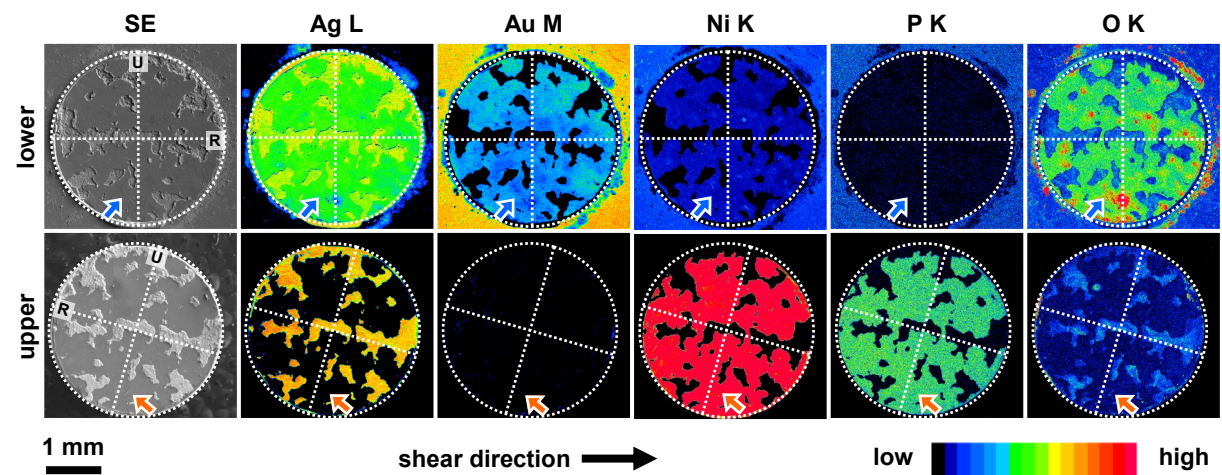 SE Ag L Au M Ni K P K O K
lower
U
R
upper
U
R
1 mm
shear direction
low
high